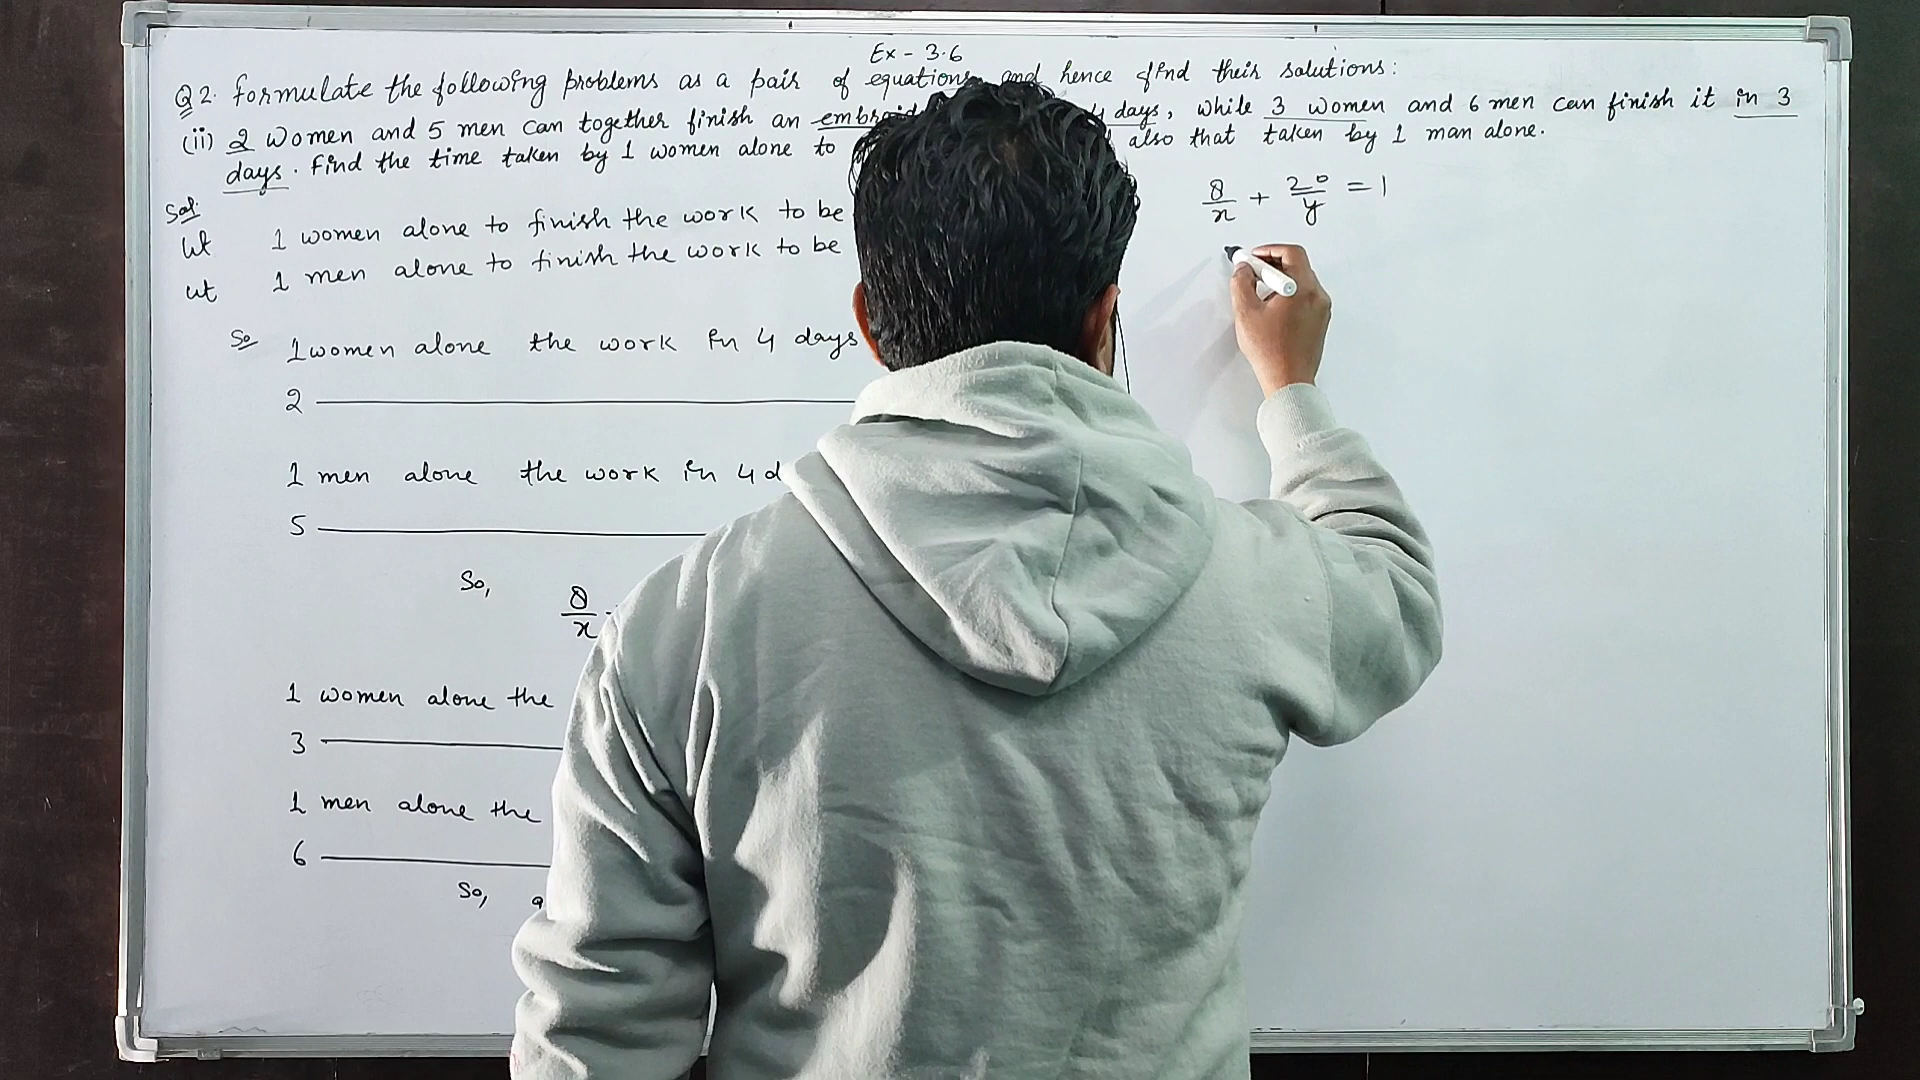 Ex - 3.6
Q2. Formulate the following problems as a pair of equations, and hence find their solutions:
(ii) 2 women and 5 men can together finish an 4 days, while 3 women and 6 men can finish it in 3
days. Find the time taken by 1 women alone to also that taken by 1 man alone.
Sol.
let 1 women alone to finish the work to be
let 1 men alone to finish the work to be
8/x + 20/y = 1
So 1 women alone the work in 4 days
2
1 men alone the work in 4
5
So, 8/x
1 women alone the
3
1 men alone the
6
So, 9